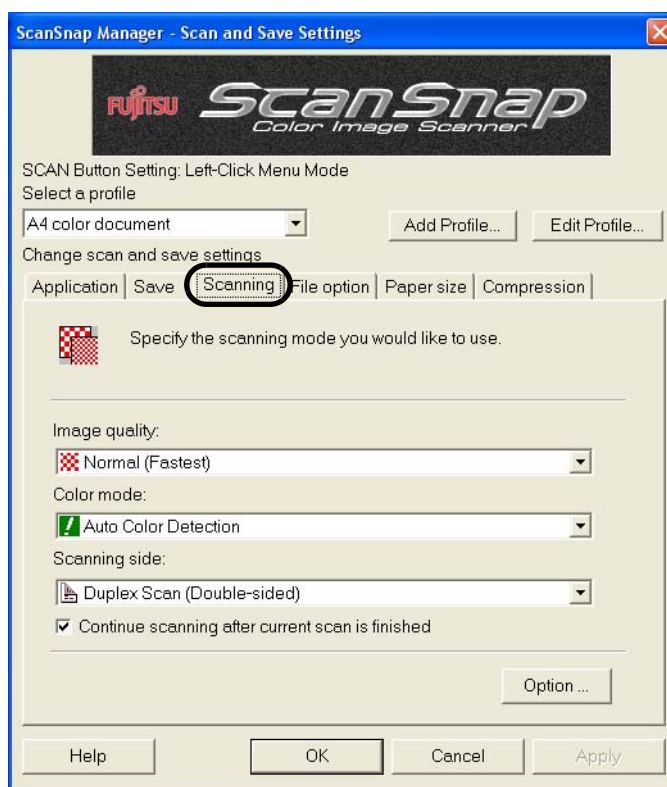 ScanSnap Manager - Scan and Save Settings
FUJITSU ScanSnap
Color Image Scanner
SCAN Button Setting: Left-Click Menu Mode
Select a profile
A4 color document Add Profile... Edit Profile...
Change scan and save settings
Application Save Scanning File option Paper size Compression
Specify the scanning mode you would like to use.
Image quality:
Normal (Fastest)
Color mode:
Auto Color Detection
Scanning side:
Duplex Scan (Double-sided)
Continue scanning after current scan is finished
Option ...
Help OK Cancel Apply